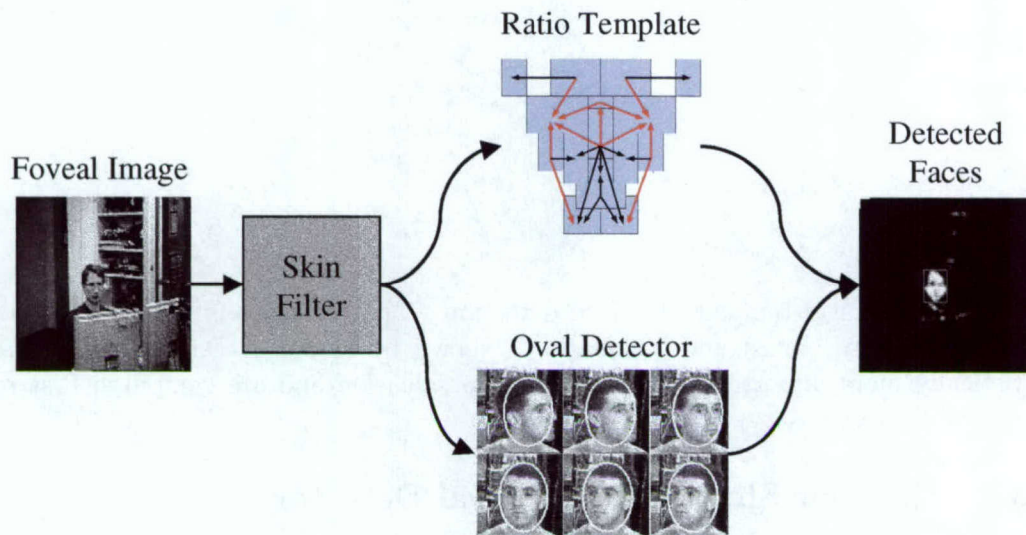 Ratio Template
Foveal Image
Detected
Faces
Skin
Filter
Oval Detector